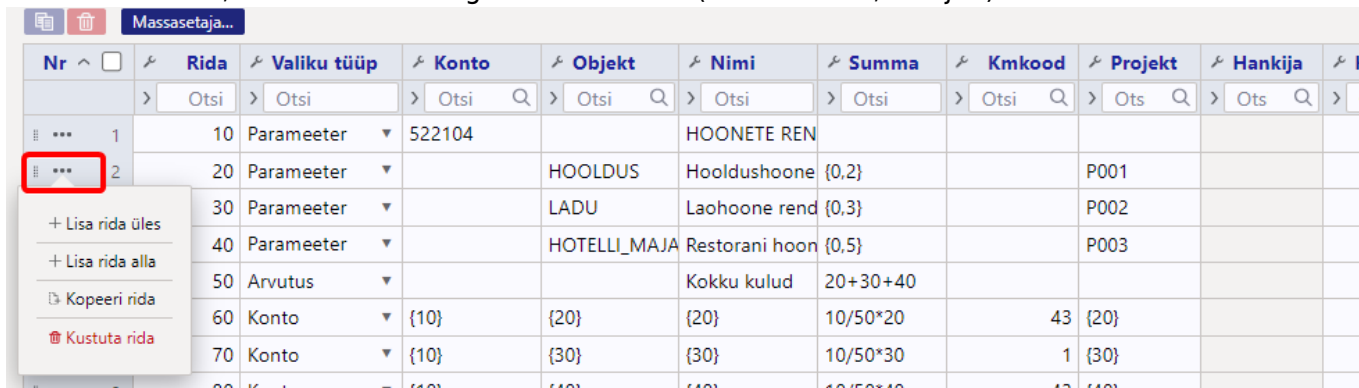 Massasetaja...
Nr Rida Valiku tüüp Konto Objekt Nimi Summa Kmkood Projekt Hankija
Otsi Otsi Otsi Otsi Otsi Otsi Otsi Ots Ots
1 10 Parameeter 522104 HOONETE REN
2 20 Parameeter HOOLDUS Hooldushoone {0,2} P001
30 Parameeter LADU Laohoone rend {0,3} P002
40 Parameeter HOTELLI_MAJA Restorani hoon {0,5} P003
50 Arvutus Kokku kulud 20+30+40
60 Konto {10} {20} {20} 10/50*20 43 {20}
70 Konto {10} {30} {30} 10/50*30 1 {30}
+ Lisa rida üles
+ Lisa rida alla
Kopeeri rida
Kustuta rida